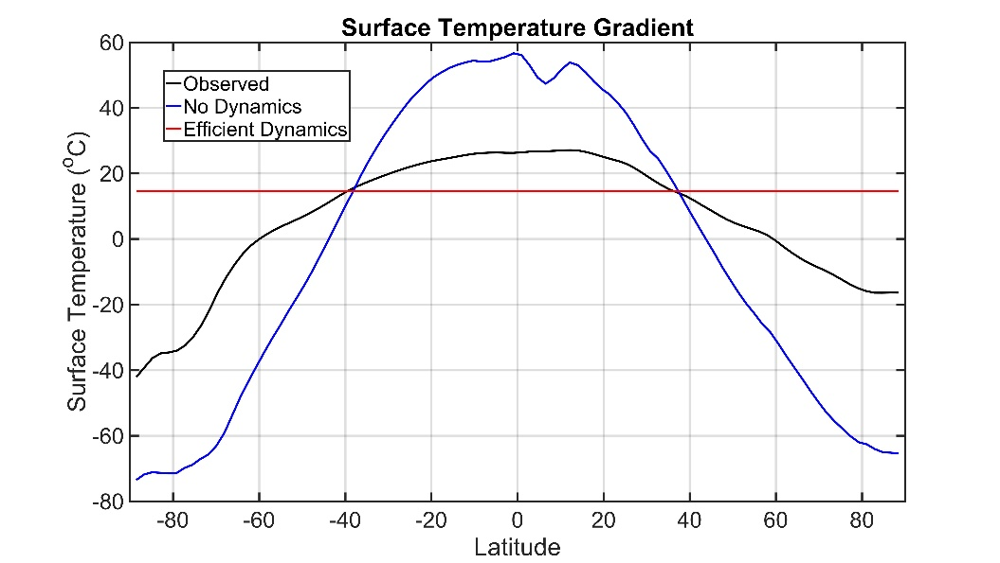 Surface Temperature Gradient
60
40
20
0
-20
-40
-60
-80
Surface Temperature (°C)
Observed
No Dynamics
Efficient Dynamics
-80 -60 -40 -20 0 20 40 60 80
Latitude